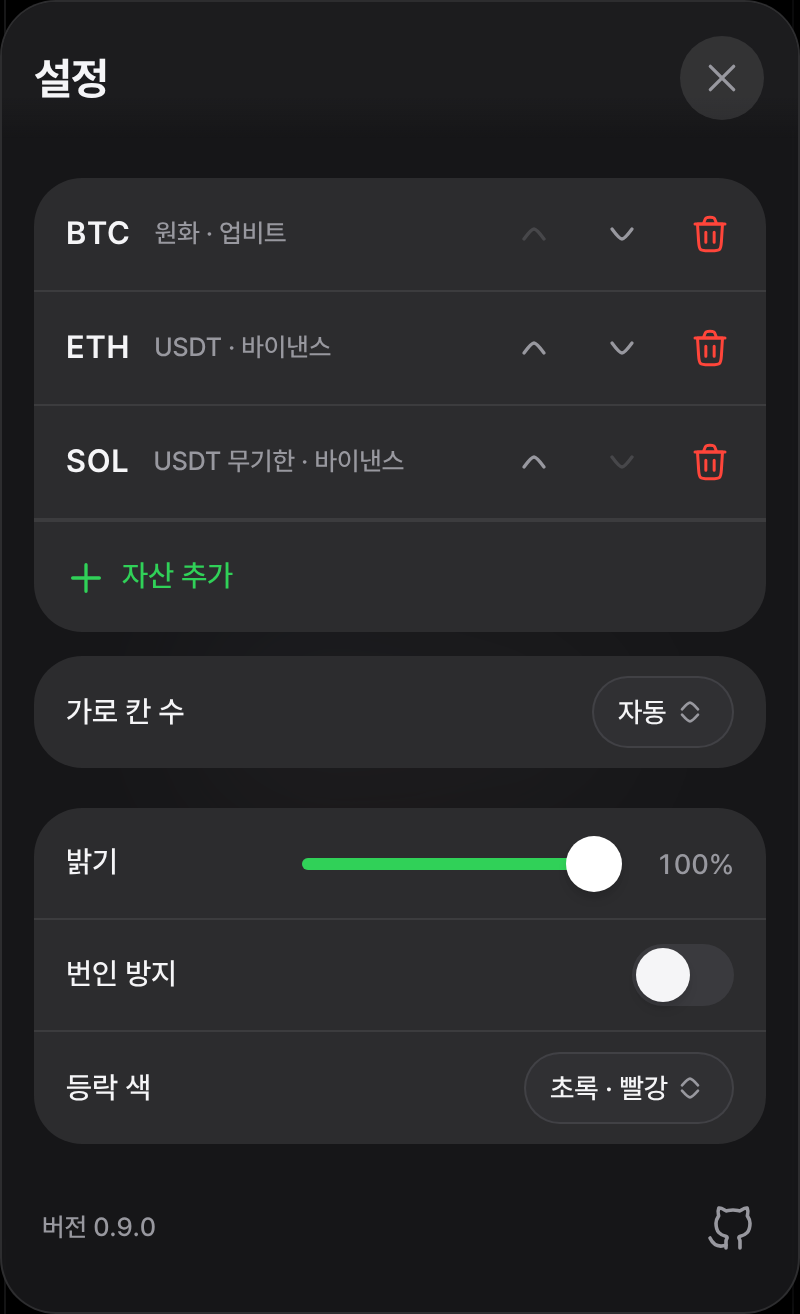 설정
BTC 원화 · 업비트
ETH USDT · 바이낸스
SOL USDT 무기한 · 바이낸스
자산 추가
가로 칸 수 자동
밝기 100%
번인 방지
등락 색 초록 · 빨강
버전 0.9.0